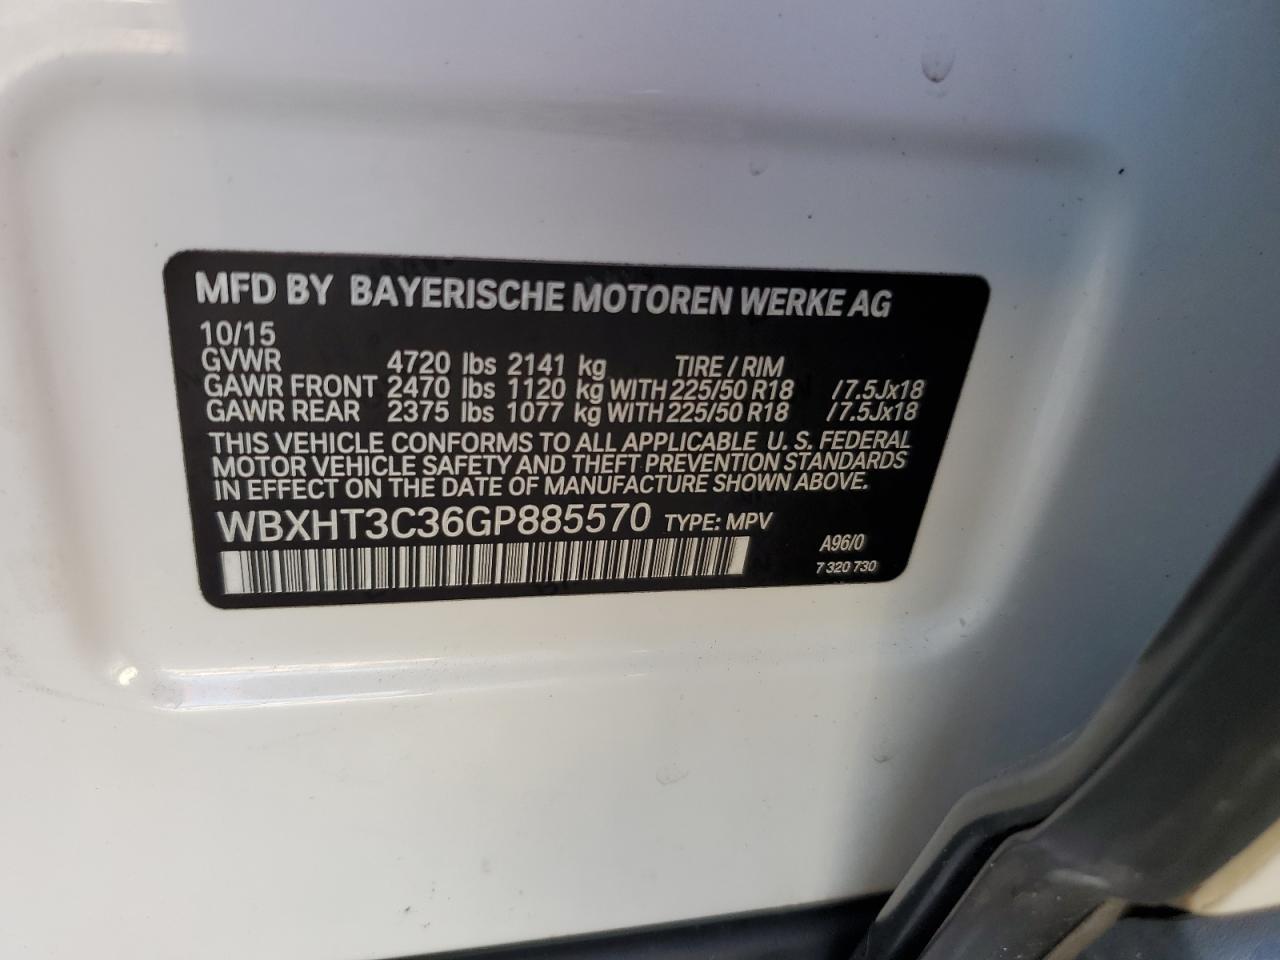 MFD BY BAYERISCHE MOTOREN WERKE AG
10/15
GVWR 4720 lbs 2141 kg TIRE / RIM
GAWR FRONT 2470 lbs 1120 kg WITH 225/50 R18 /7.5Jx18
GAWR REAR 2375 lbs 1077 kg WITH 225/50 R18 /7.5Jx18
THIS VEHICLE CONFORMS TO ALL APPLICABLE U. S. FEDERAL
MOTOR VEHICLE SAFETY AND THEFT PREVENTION STANDARDS
IN EFFECT ON THE DATE OF MANUFACTURE SHOWN ABOVE.
WBXHT3C36GP885570 TYPE: MPV
A96/0
7 320 730